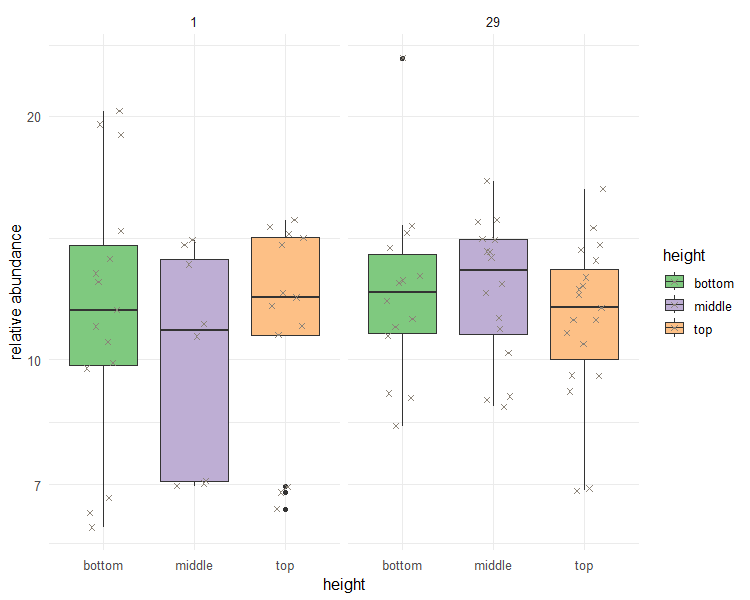 1
29
20
10
7
relative abundance
bottom
middle
top
bottom
middle
top
height
height
bottom
middle
top